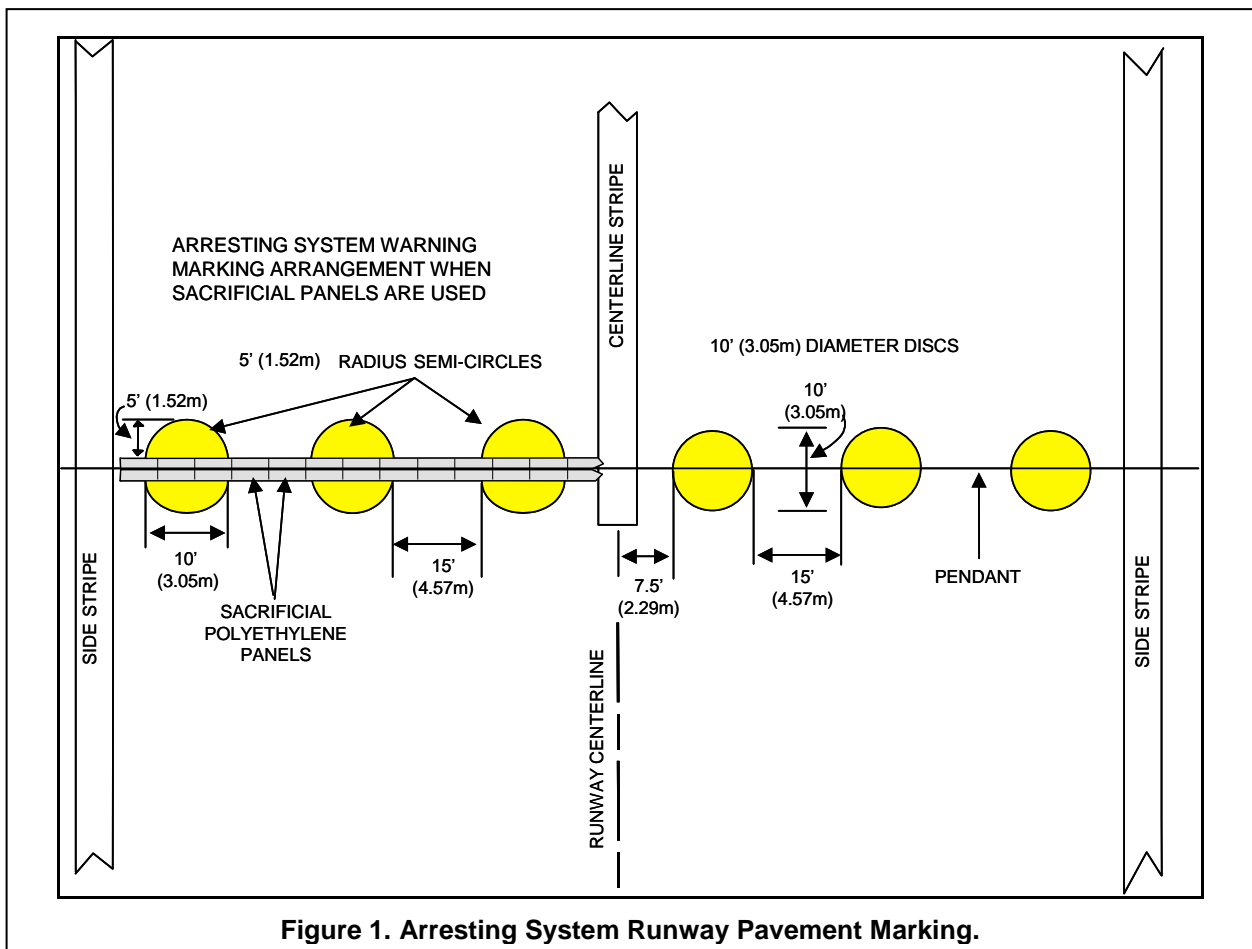 ARRESTING SYSTEM WARNING
MARKING ARRANGEMENT WHEN
SACRIFICIAL PANELS ARE USED
5’ (1.52m) RADIUS SEMI-CIRCLES
5’ (1.52m)
10’
(3.05m)
SACRIFICIAL
POLYETHYLENE
PANELS
15’
(4.57m)
SIDE STRIPE
CENTERLINE STRIPE
10’ (3.05m) DIAMETER DISCS
10’
(3.05m)
7.5’
(2.29m)
15’
(4.57m)
PENDANT
RUNWAY CENTERLINE
SIDE STRIPE
Figure 1. Arresting System Runway Pavement Marking.